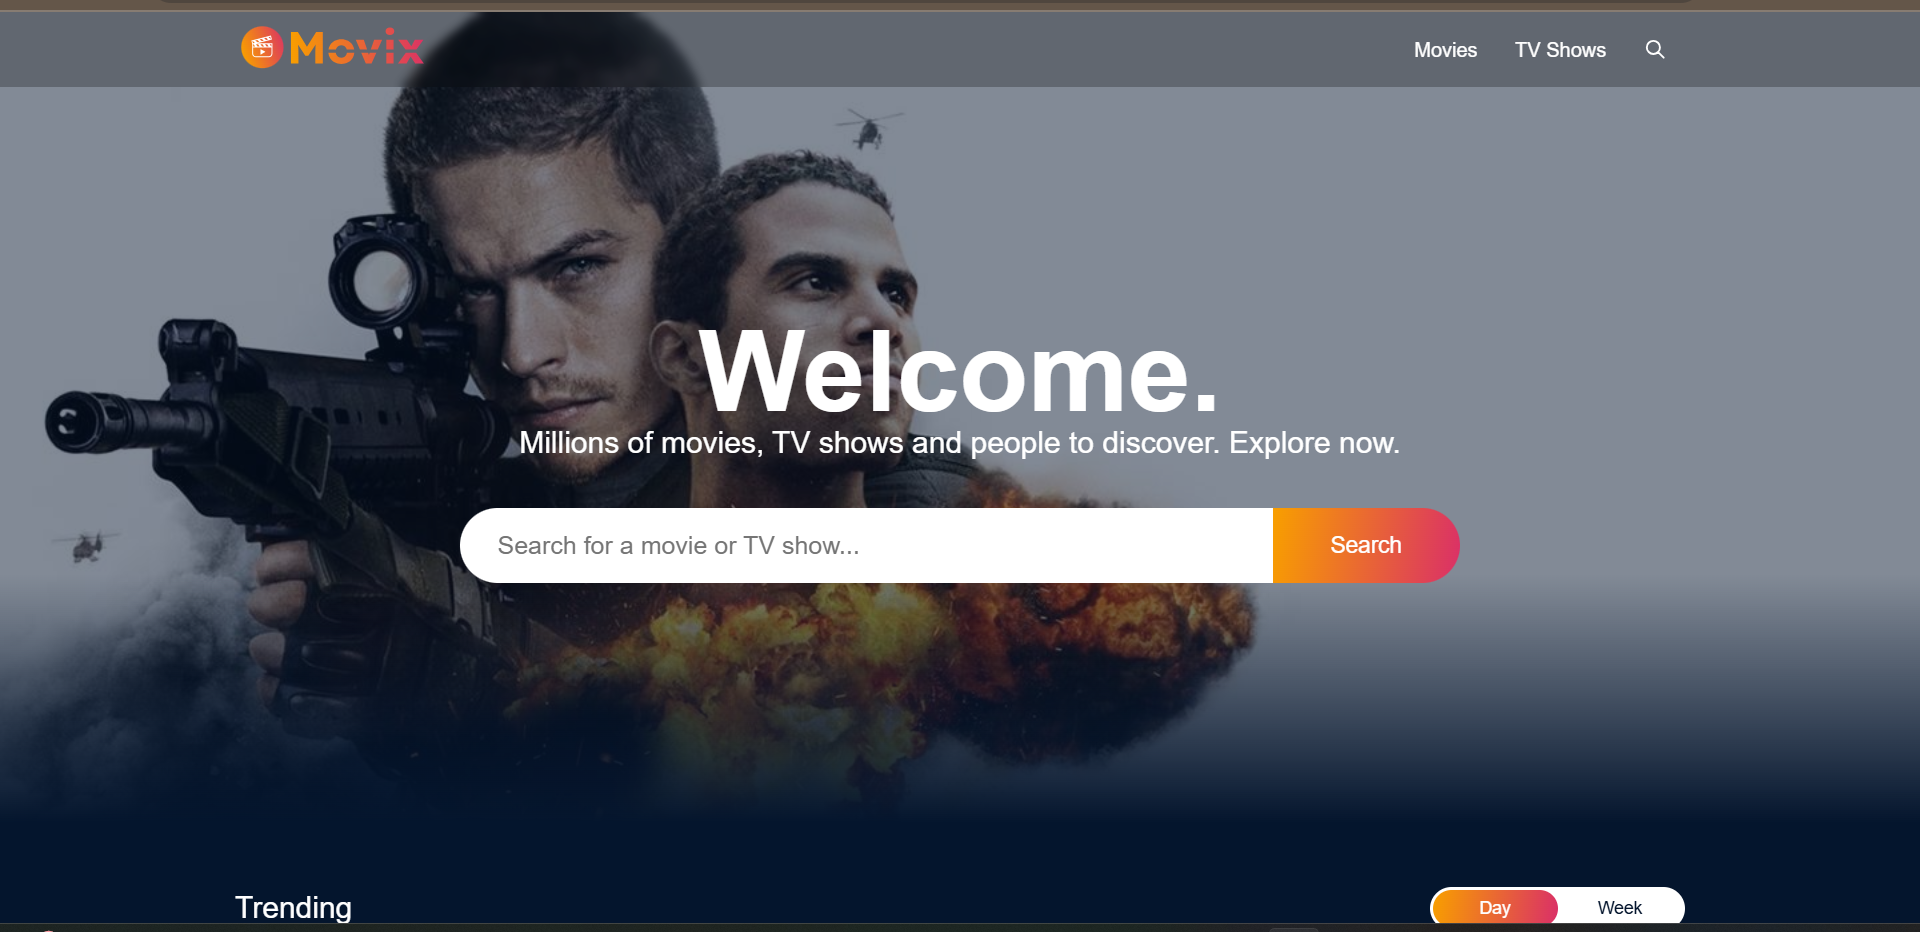 Movix
Movies TV Shows
Welcome.
Millions of movies, TV shows and people to discover. Explore now.
Search for a movie or TV show... Search
Trending Day Week